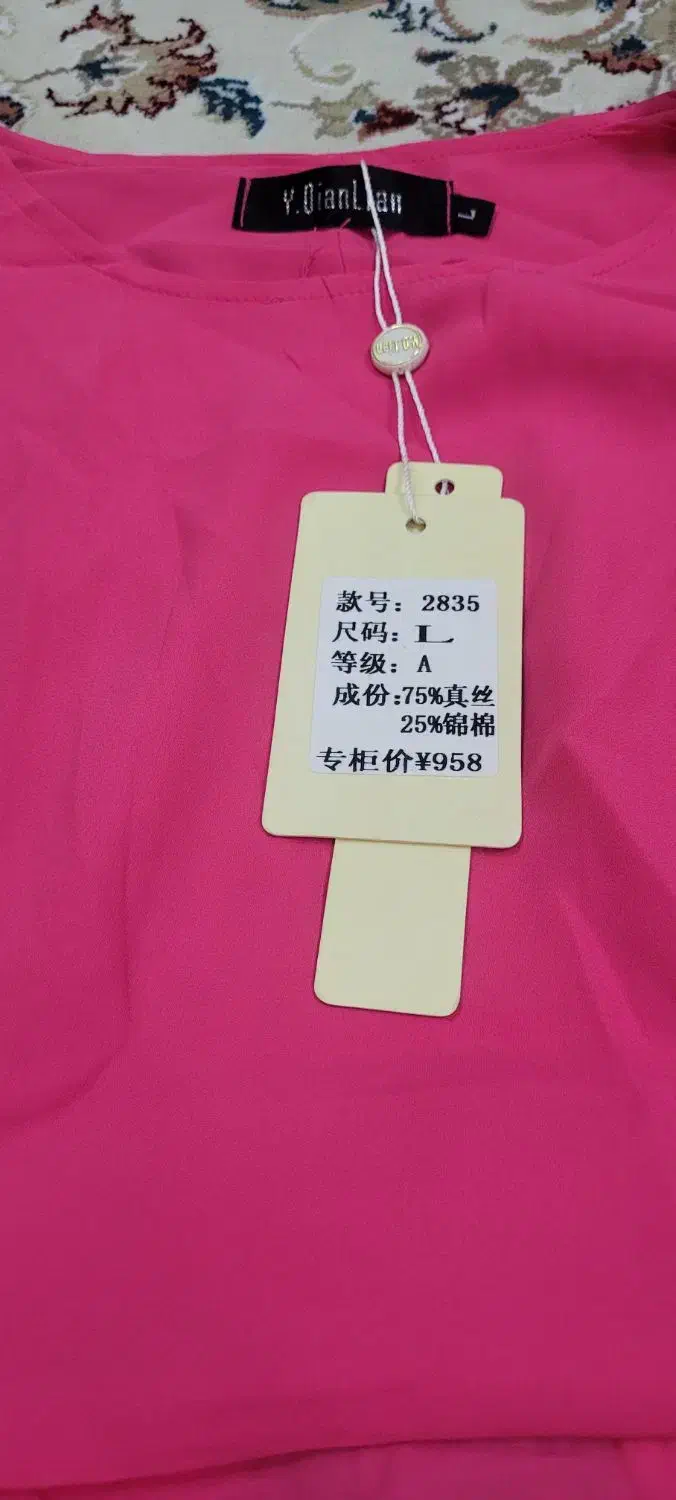 Y.QianLian
L
款号: 2835
尺码: L
等级: A
成份:75%真丝
25%锦棉
专柜价¥958